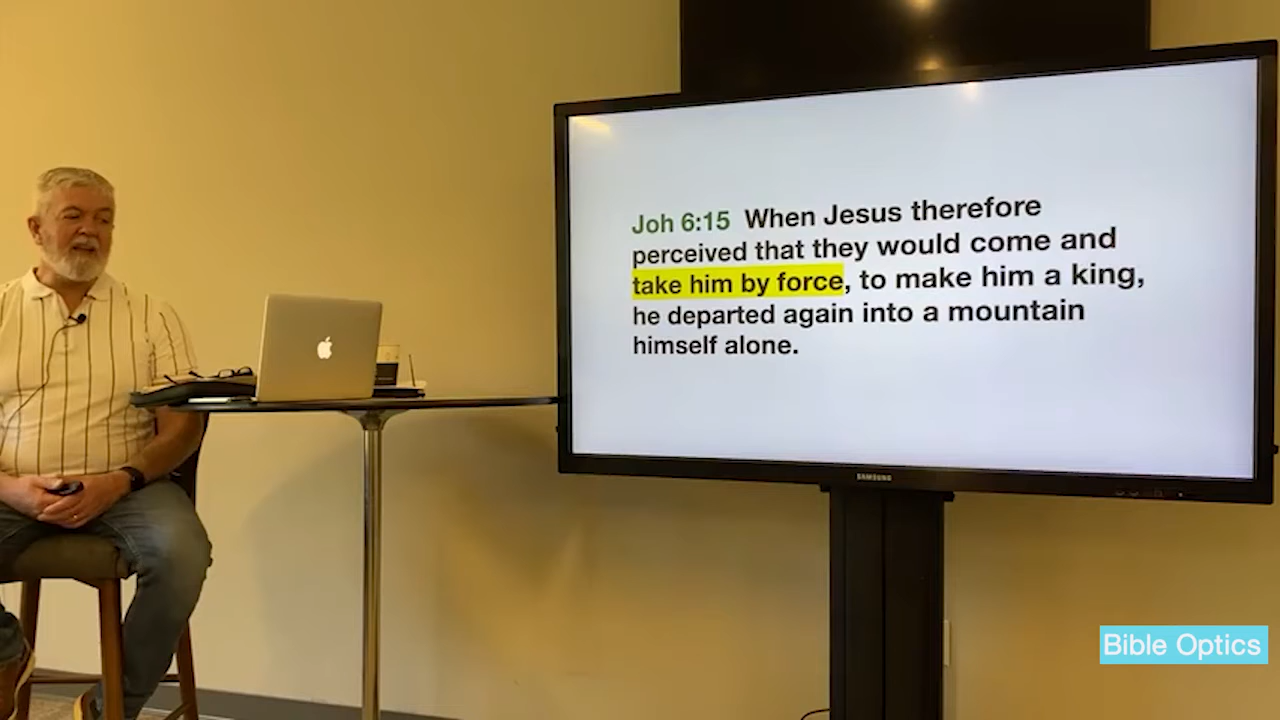 Joh 6:15 When Jesus therefore
perceived that they would come and
take him by force, to make him a king,
he departed again into a mountain
himself alone.
SAMSUNG
Bible Optics